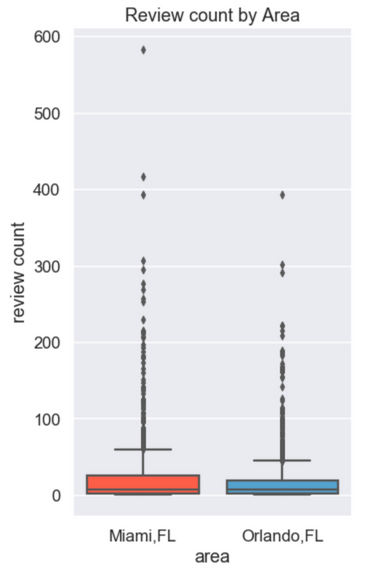 Review count by Area
600
500
400
300
200
100
0
review count
Miami,FL
Orlando,FL
area